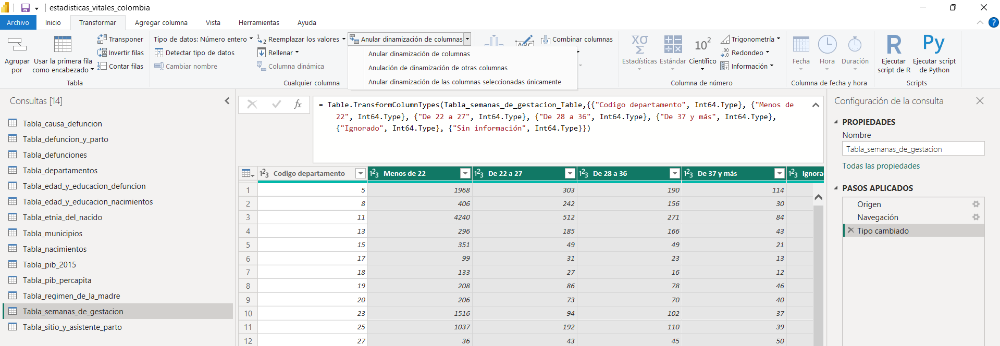 estadisticas_vitales_colombia
Archivo Inicio Transformar Agregar columna Vista Herramientas Ayuda
Agrupar por
Usar la primera fila como encabezado
Transponer
Invertir filas
Contar filas
Tabla
Tipo de datos: Número entero
Detectar tipo de datos
Cambiar nombre
Reemplazar los valores
Rellenar
Columna dinámica
Cualquier columna
Anular dinamización de columnas
Anular dinamización de columnas
Anulación de dinamización de otras columnas
Anular dinamización de las columnas seleccionadas únicamente
Combinar columnas
Estadísticas
Estándar
10²
Científico
Trigonometría
Redondeo
Información
Columna de número
Fecha
Hora
Duración
Columna de fecha y hora
R
Ejecutar script de R
Py
Ejecutar script de Python
Scripts
Consultas [14]
Tabla_causa_defuncion
Tabla_defuncion_y_parto
Tabla_defunciones
Tabla_departamentos
Tabla_edad_y_educacion_defuncion
Tabla_edad_y_educacion_nacimientos
Tabla_etnia_del_nacido
Tabla_municipios
Tabla_nacimientos
Tabla_pib_2015
Tabla_pib_percapita
Tabla_regimen_de_la_madre
Tabla_semanas_de_gestacion
Tabla_sitio_y_asistente_parto
fx
= Table.TransformColumnTypes(Tabla_semanas_de_gestacion_Table,{{"Codigo departamento", Int64.Type}, {"Menos de
22", Int64.Type}, {"De 22 a 27", Int64.Type}, {"De 28 a 36", Int64.Type}, {"De 37 y más", Int64.Type},
{"Ignorado", Int64.Type}, {"Sin información", Int64.Type}})
123 Codigo departamento 123 Menos de 22 123 De 22 a 27 123 De 28 a 36 123 De 37 y más 123 Ignora
1 5 1968 303 190 114
2 8 406 242 156 30
3 11 4240 512 271 84
4 13 296 185 166 43
5 15 351 49 49 21
6 17 99 31 23 13
7 18 133 27 16 12
8 19 208 86 78 46
9 20 206 73 70 40
10 23 1516 94 102 37
11 25 1037 192 110 39
12 27 36 43 45 50
Configuración de la consulta
PROPIEDADES
Nombre
Tabla_semanas_de_gestacion
Todas las propiedades
PASOS APLICADOS
Origen
Navegación
Tipo cambiado